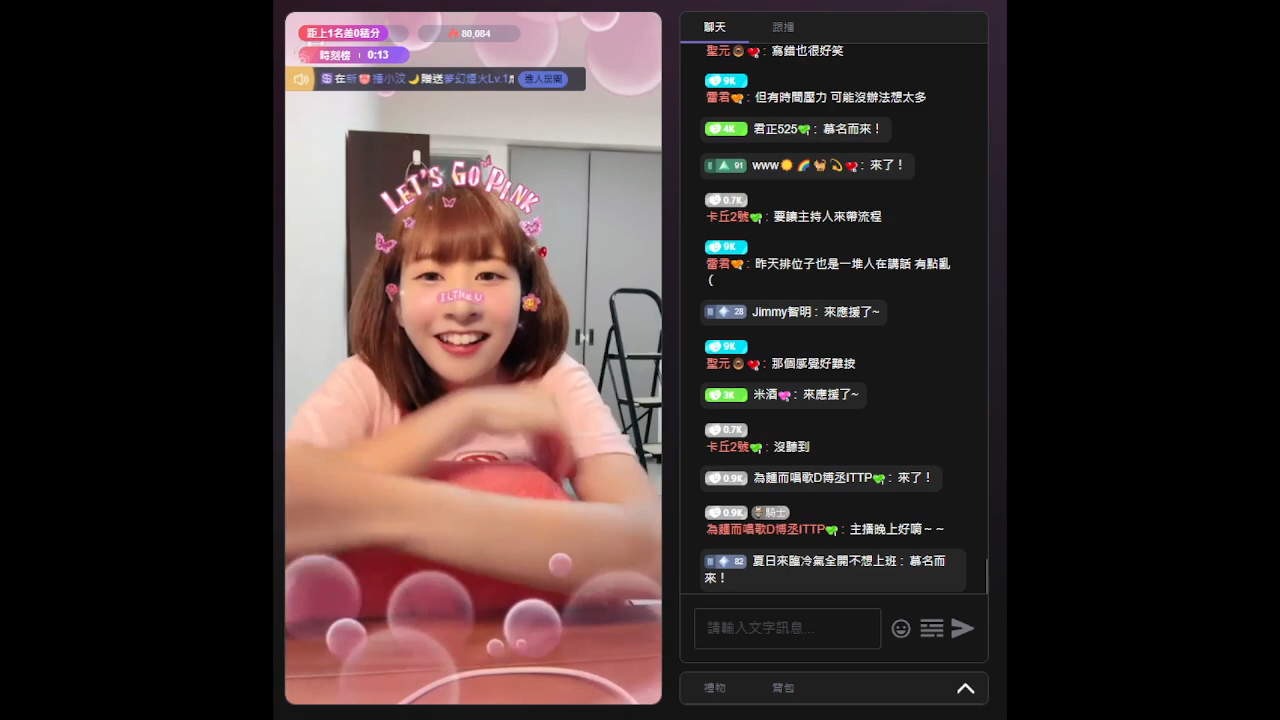 距上1名差0積分
80,084
時刻榜 0:13
在新 播小汶🌙贈送夢幻煙火Lv.1
進入民間
LET'S GO PINK
I LIKE U
聊天 跟播
聖元: 寫錯也很好笑
9K
雷君: 但有時間壓力 可能沒辦法想太多
4K 君正525: 慕名而來!
91 www☀️🌈🐈💫: 來了!
0.7K
卡丘2號: 要讓主持人來帶流程
9K
雷君: 昨天排位子也是一堆人在講話 有點亂
(
28 Jimmy智明: 來應援了~
9K
聖元: 那個感覺好難按
3K 米酒: 來應援了~
0.7K
卡丘2號: 沒聽到
0.9K 為麵而唱歌D博丞ITTP: 來了!
0.9K 騎士
為麵而唱歌D博丞ITTP: 主播晚上好唷~~
82 夏日來臨冷氣全開不想上班: 慕名而
來!
請輸入文字訊息...
禮物 背包